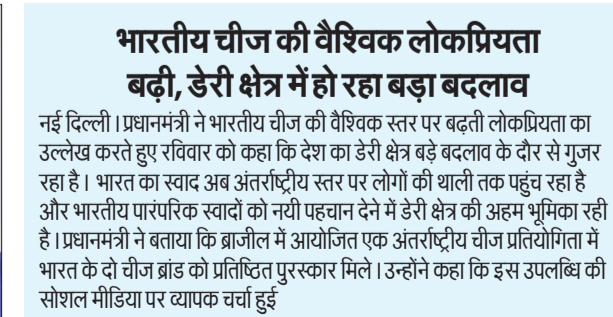 भारतीय चीज की वैश्विक लोकप्रियता
बढ़ी, डेरी क्षेत्र में हो रहा बड़ा बदलाव
नई दिल्ली । प्रधानमंत्री ने भारतीय चीज की वैश्विक स्तर पर बढ़ती लोकप्रियता का
उल्लेख करते हुए रविवार को कहा कि देश का डेरी क्षेत्र बड़े बदलाव के दौर से गुजर
रहा है । भारत का स्वाद अब अंतर्राष्ट्रीय स्तर पर लोगों की थाली तक पहुंच रहा है
और भारतीय पारंपरिक स्वादों को नयी पहचान देने में डेरी क्षेत्र की अहम भूमिका रही
है । प्रधानमंत्री ने बताया कि ब्राजील में आयोजित एक अंतर्राष्ट्रीय चीज प्रतियोगिता में
भारत के दो चीज ब्रांड को प्रतिष्ठित पुरस्कार मिले । उन्होंने कहा कि इस उपलब्धि की
सोशल मीडिया पर व्यापक चर्चा हुई